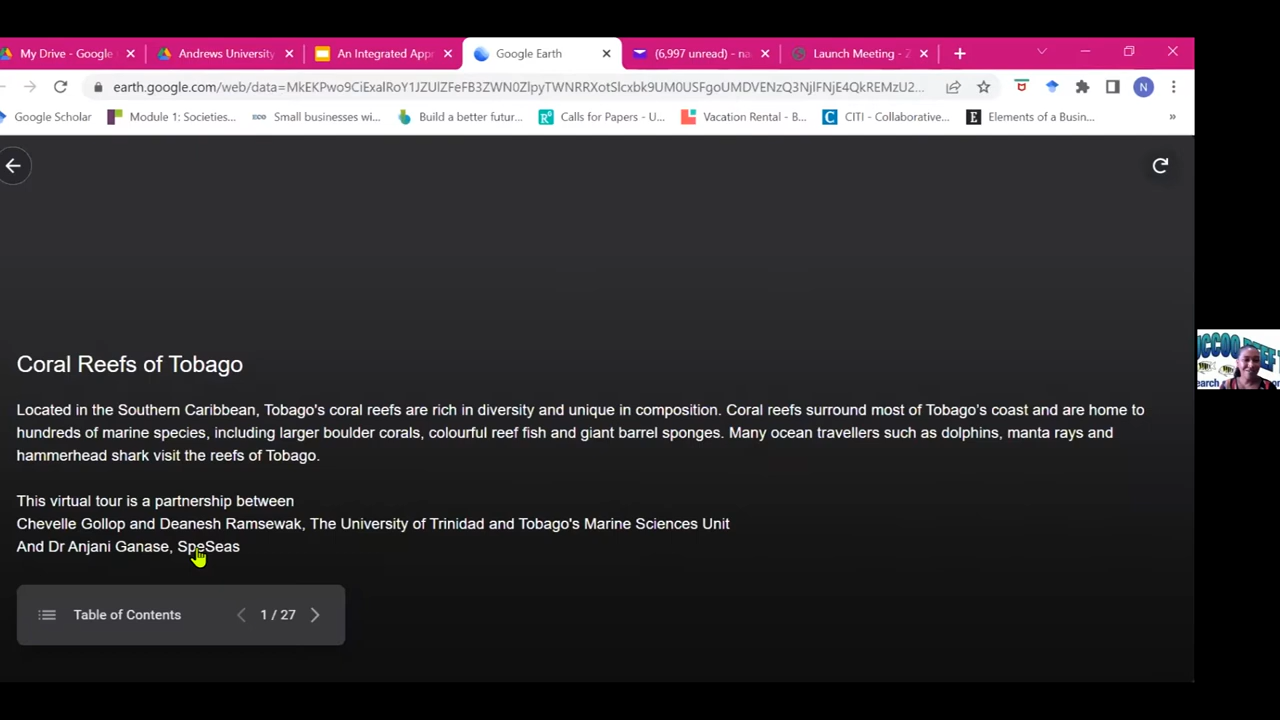 My Drive - Google
Andrews University
An Integrated Appr
Google Earth
(6,997 unread) - na
Launch Meeting - Z
earth.google.com/web/data=MkEKPwo9CiExalRoY1JZUlZFeFB3ZWN0ZlpyTWNRRXotSlcxbk9UM0USFgoUMDVENzQ3NjlFNjE4QkREMzU2...
N
Google Scholar
Module 1: Societies...
Small businesses wi...
Build a better futur...
Calls for Papers - U...
Vacation Rental - B...
CITI - Collaborative...
Elements of a Busin...
»
Coral Reefs of Tobago
Located in the Southern Caribbean, Tobago's coral reefs are rich in diversity and unique in composition. Coral reefs surround most of Tobago's coast and are home to
hundreds of marine species, including larger boulder corals, colourful reef fish and giant barrel sponges. Many ocean travellers such as dolphins, manta rays and
hammerhead shark visit the reefs of Tobago.
This virtual tour is a partnership between
Chevelle Gollop and Deanesh Ramsewak, The University of Trinidad and Tobago's Marine Sciences Unit
And Dr Anjani Ganase, SpeSeas
Table of Contents
1 / 27